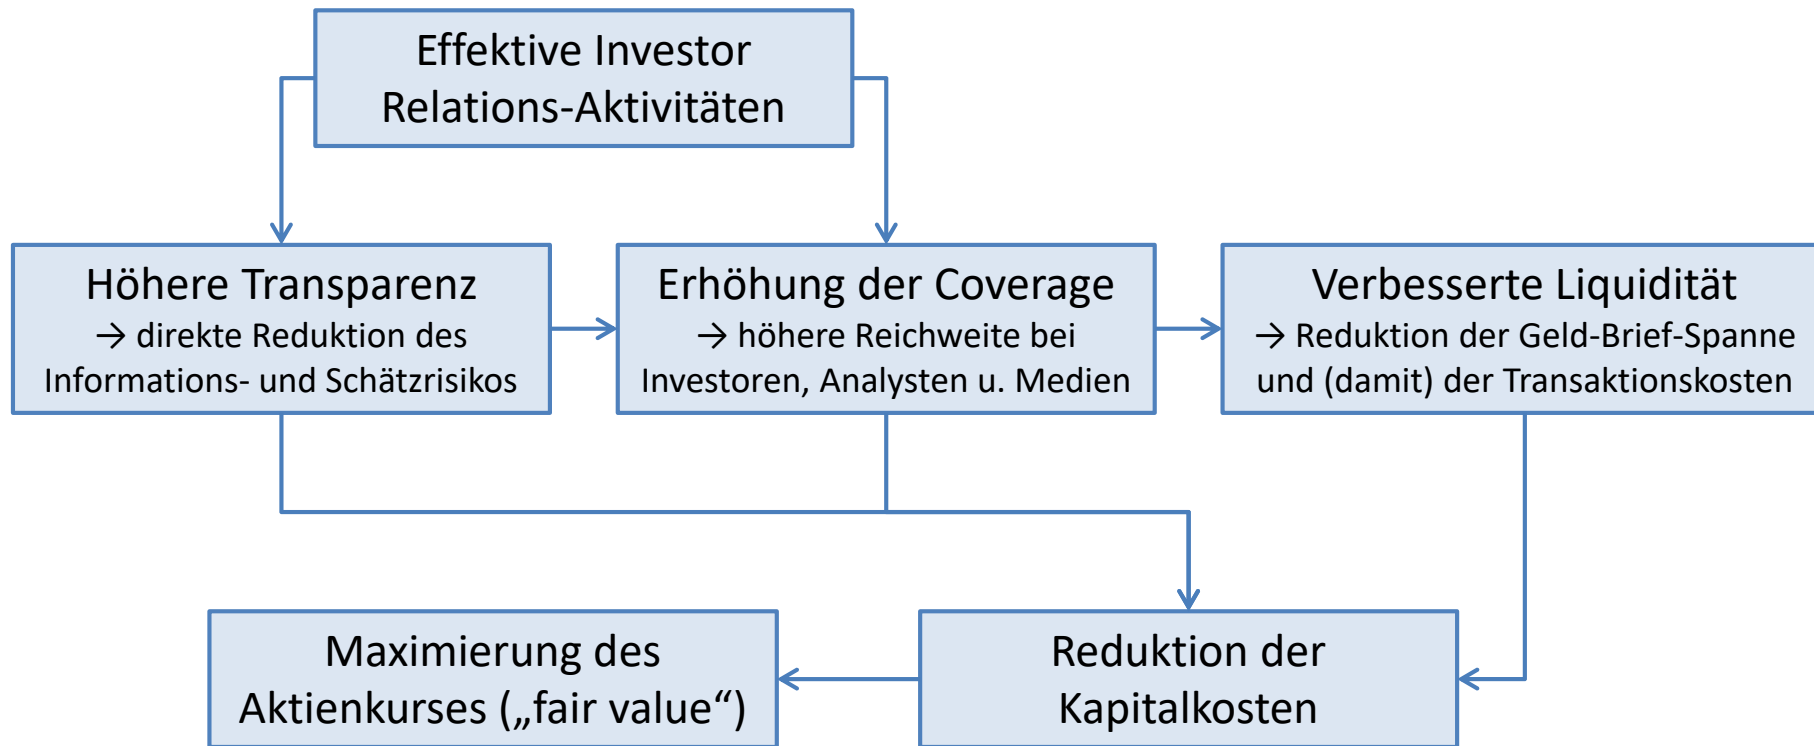 Effektive Investor
Relations-Aktivitäten
Höhere Transparenz
→ direkte Reduktion des
Informations- und Schätzrisikos
Erhöhung der Coverage
→ höhere Reichweite bei
Investoren, Analysten u. Medien
Verbesserte Liquidität
→ Reduktion der Geld-Brief-Spanne
und (damit) der Transaktionskosten
Maximierung des
Aktienkurses („fair value“)
Reduktion der
Kapitalkosten